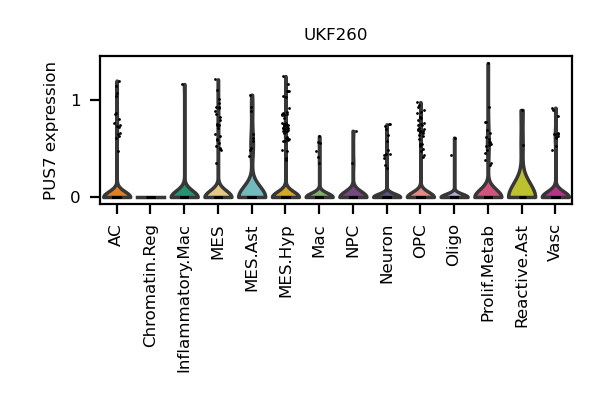 UKF260
PUS7 expression
1
0
AC
Chromatin.Reg
Inflammatory.Mac
MES
MES.Ast
MES.Hyp
Mac
NPC
Neuron
OPC
Oligo
Prolif.Metab
Reactive.Ast
Vasc